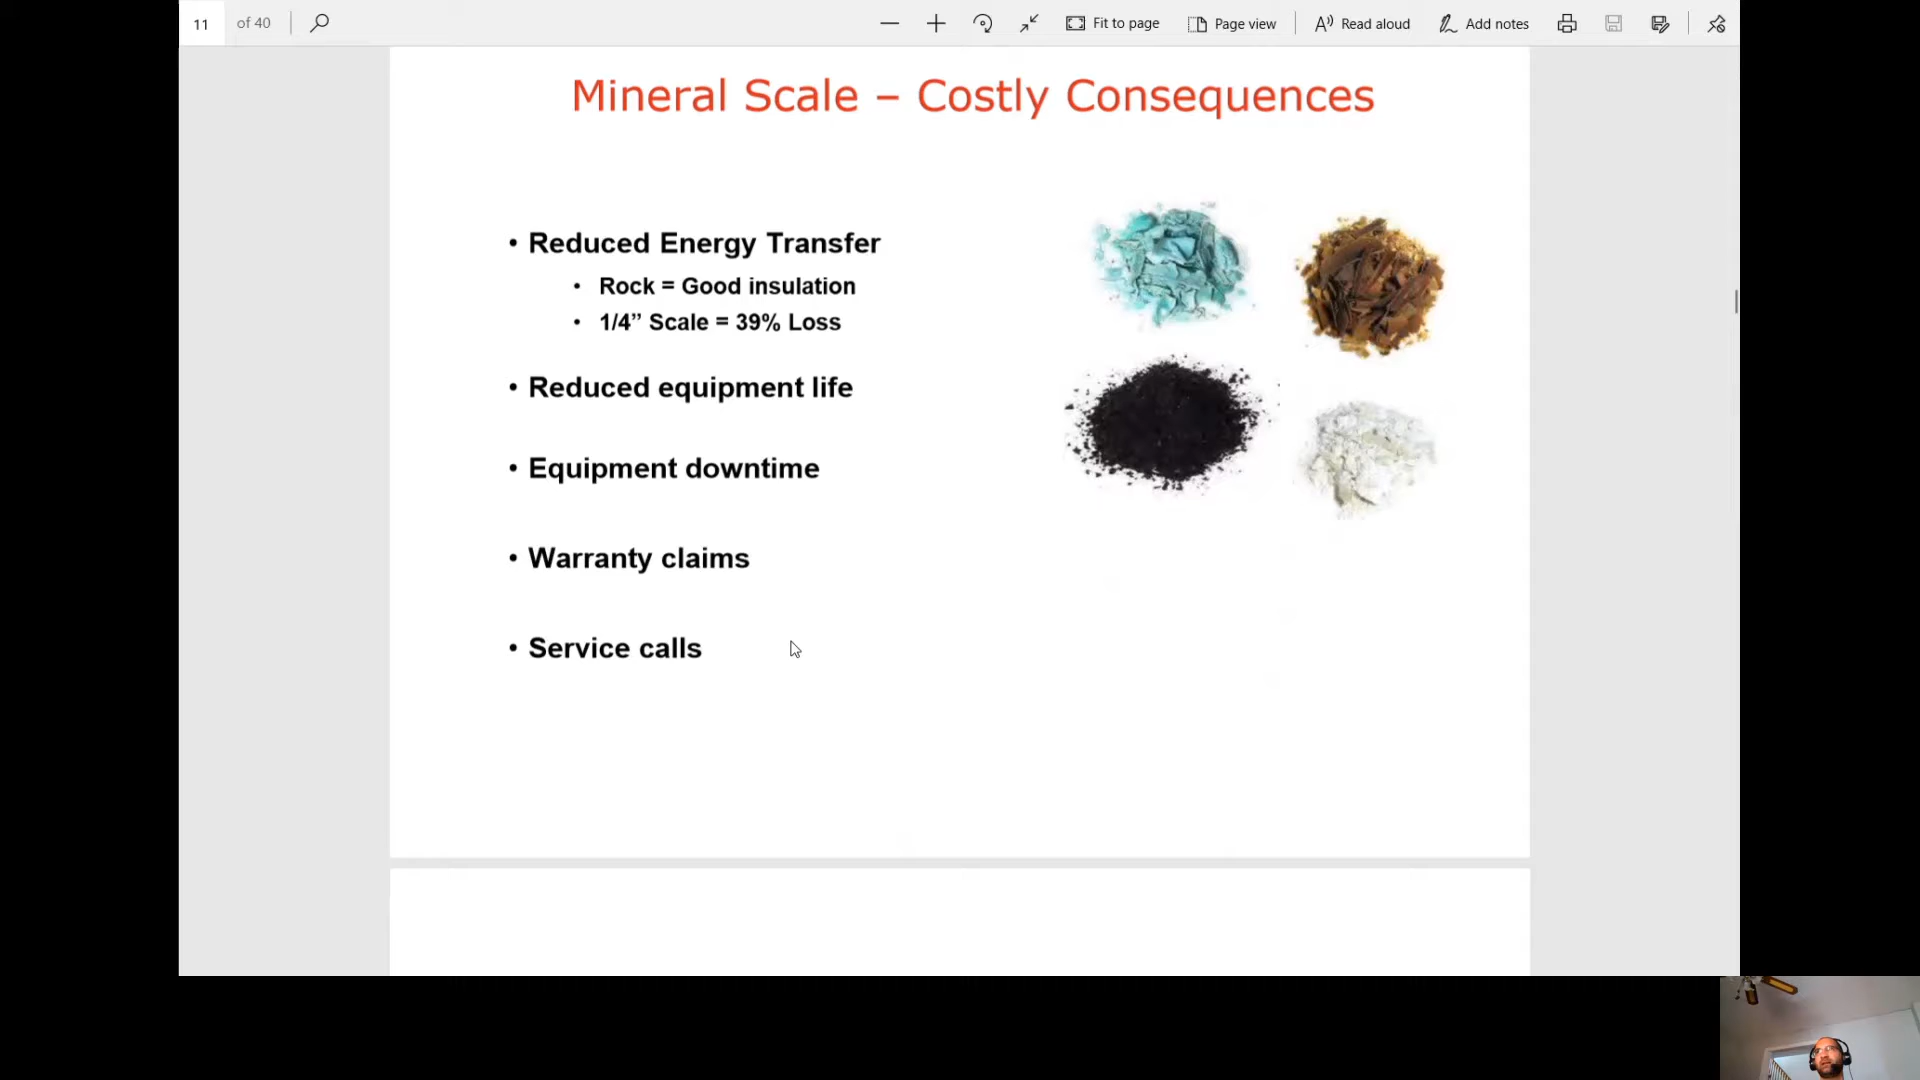 11 of 40 Fit to page Page view Read aloud Add notes
Mineral Scale – Costly Consequences
• Reduced Energy Transfer
• Rock = Good insulation
• 1/4” Scale = 39% Loss
• Reduced equipment life
• Equipment downtime
• Warranty claims
• Service calls